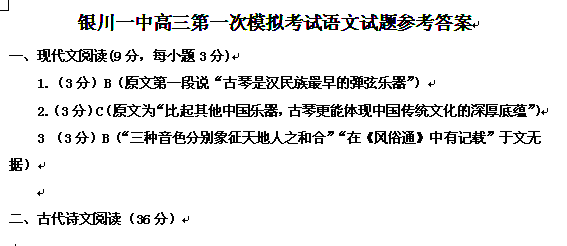 银川一中高三第一次模拟考试语文试题参考答案
一、现代文阅读(9分，每小题3分)
1.（3分）B（原文第一段说“古琴是汉民族最早的弹弦乐器”）
2.(3分)C(原文为“比起其他中国乐器，古琴更能体现中国传统文化的深厚底蕴”)
3 （3分）B（“三种音色分别象征天地人之和合”“在《风俗通》中有记载”于文无
据）
二、古代诗文阅读（36分）